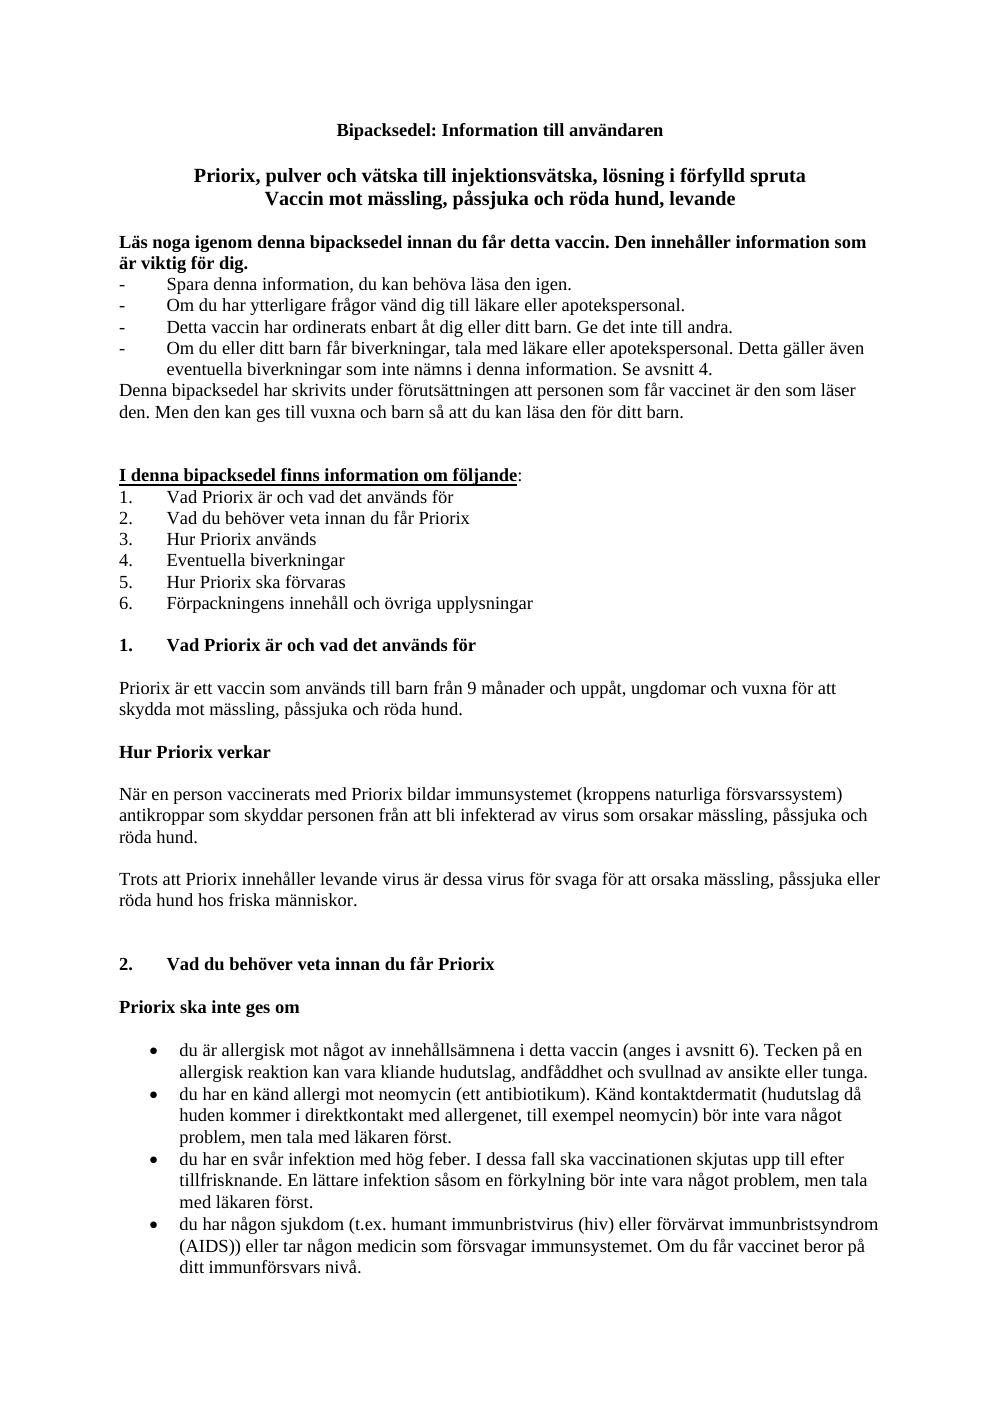 Bipacksedel: Information till användaren
Priorix, pulver och vätska till injektionsvätska, lösning i förfylld spruta
Vaccin mot mässling, påssjuka och röda hund, levande
Läs noga igenom denna bipacksedel innan du får detta vaccin. Den innehåller information som
är viktig för dig.
- Spara denna information, du kan behöva läsa den igen.
- Om du har ytterligare frågor vänd dig till läkare eller apotekspersonal.
- Detta vaccin har ordinerats enbart åt dig eller ditt barn. Ge det inte till andra.
- Om du eller ditt barn får biverkningar, tala med läkare eller apotekspersonal. Detta gäller även
eventuella biverkningar som inte nämns i denna information. Se avsnitt 4.
Denna bipacksedel har skrivits under förutsättningen att personen som får vaccinet är den som läser
den. Men den kan ges till vuxna och barn så att du kan läsa den för ditt barn.
I denna bipacksedel finns information om följande:
1. Vad Priorix är och vad det används för
2. Vad du behöver veta innan du får Priorix
3. Hur Priorix används
4. Eventuella biverkningar
5. Hur Priorix ska förvaras
6. Förpackningens innehåll och övriga upplysningar
1. Vad Priorix är och vad det används för
Priorix är ett vaccin som används till barn från 9 månader och uppåt, ungdomar och vuxna för att
skydda mot mässling, påssjuka och röda hund.
Hur Priorix verkar
När en person vaccinerats med Priorix bildar immunsystemet (kroppens naturliga försvarssystem)
antikroppar som skyddar personen från att bli infekterad av virus som orsakar mässling, påssjuka och
röda hund.
Trots att Priorix innehåller levande virus är dessa virus för svaga för att orsaka mässling, påssjuka eller
röda hund hos friska människor.
2. Vad du behöver veta innan du får Priorix
Priorix ska inte ges om
• du är allergisk mot något av innehållsämnena i detta vaccin (anges i avsnitt 6). Tecken på en
allergisk reaktion kan vara kliande hudutslag, andfåddhet och svullnad av ansikte eller tunga.
• du har en känd allergi mot neomycin (ett antibiotikum). Känd kontaktdermatit (hudutslag då
huden kommer i direktkontakt med allergenet, till exempel neomycin) bör inte vara något
problem, men tala med läkaren först.
• du har en svår infektion med hög feber. I dessa fall ska vaccinationen skjutas upp till efter
tillfrisknande. En lättare infektion såsom en förkylning bör inte vara något problem, men tala
med läkaren först.
• du har någon sjukdom (t.ex. humant immunbristvirus (hiv) eller förvärvat immunbristsyndrom
(AIDS)) eller tar någon medicin som försvagar immunsystemet. Om du får vaccinet beror på
ditt immunförsvars nivå.